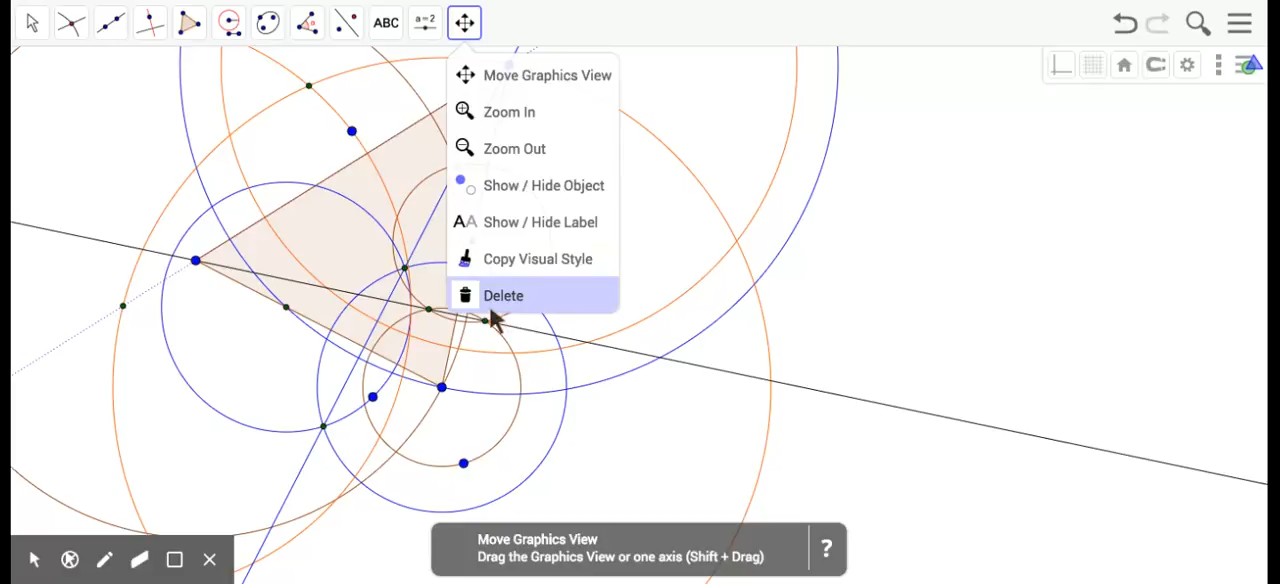 ABC
a=2
Move Graphics View
Zoom In
Zoom Out
Show / Hide Object
AA Show / Hide Label
Copy Visual Style
Delete
Move Graphics View
Drag the Graphics View or one axis (Shift + Drag)
?